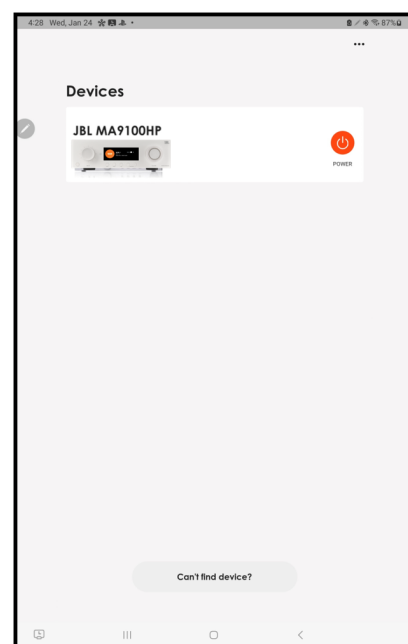 4:28 Wed, Jan 24
87%
Devices
JBL MA9100HP
POWER
Can't find device?